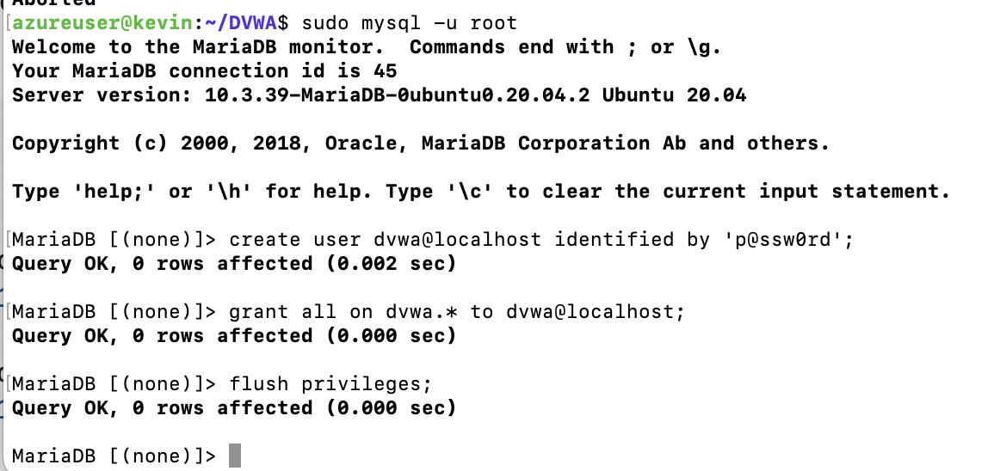 Aborted
[azureuser@kevin:~/DVWA$ sudo mysql -u root
Welcome to the MariaDB monitor.  Commands end with ; or \g.
Your MariaDB connection id is 45
Server version: 10.3.39-MariaDB-0ubuntu0.20.04.2 Ubuntu 20.04
Copyright (c) 2000, 2018, Oracle, MariaDB Corporation Ab and others.
Type 'help;' or '\h' for help. Type '\c' to clear the current input statement.
[MariaDB [(none)]> create user dvwa@localhost identified by 'p@ssw0rd';
Query OK, 0 rows affected (0.002 sec)
[MariaDB [(none)]> grant all on dvwa.* to dvwa@localhost;
Query OK, 0 rows affected (0.000 sec)
[MariaDB [(none)]> flush privileges;
Query OK, 0 rows affected (0.000 sec)
MariaDB [(none)]>